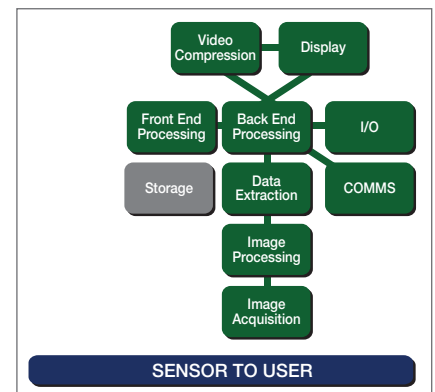 Video
Compression
Display
Front End
Processing
Back End
Processing
I/O
Storage
Data
Extraction
COMMS
Image
Processing
Image
Acquisition
SENSOR TO USER